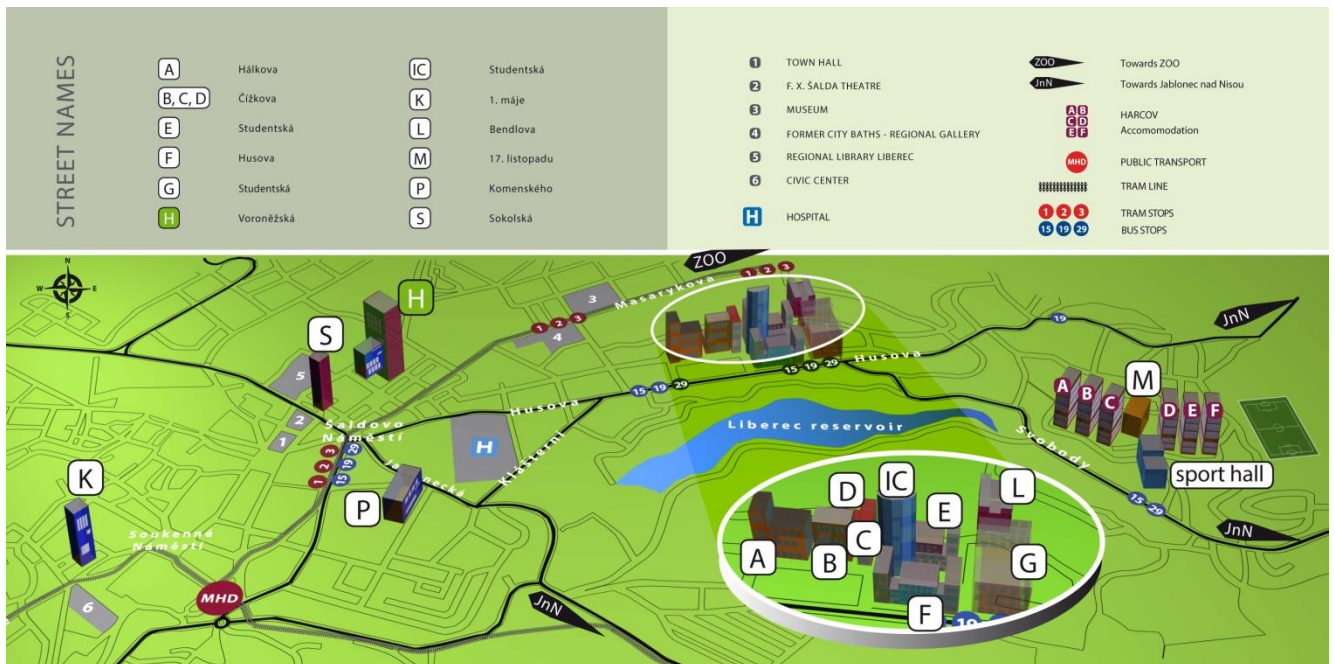 STREET NAMES
A Hálkova
B, C, D Čížkova
E Studentská
F Husova
G Studentská
H Voroněžská
IC Studentská
K 1. máje
L Bendlova
M 17. listopadu
P Komenského
S Sokolská
1 TOWN HALL
2 F. X. ŠALDA THEATRE
3 MUSEUM
4 FORMER CITY BATHS - REGIONAL GALLERY
5 REGIONAL LIBRARY LIBEREC
6 CIVIC CENTER
H HOSPITAL
ZOO Towards ZOO
JnN Towards Jablonec nad Nisou
A B
C D
E F
HARCOV
Accomomodation
MHD PUBLIC TRANSPORT
TRAM LINE
1 2 3 TRAM STOPS
15 19 29 BUS STOPS
N
W E
S
ZOO
1 2 3
Masarykova
3
H
1 2 3
4
S
5
19
JnN
Husova
15 19 29
15 19 29
Husova
M
A B C D E F
2
1
Šaldovo
Náměstí
H
Klášterní
Liberec reservoir
Svobody
sport hall
1 2 3
15 19 29
Janecká
P
K
15 29
JnN
Soukenné
Náměstí
MHD
6
JnN
IC
L
D
E
C
A
B
G
F
19